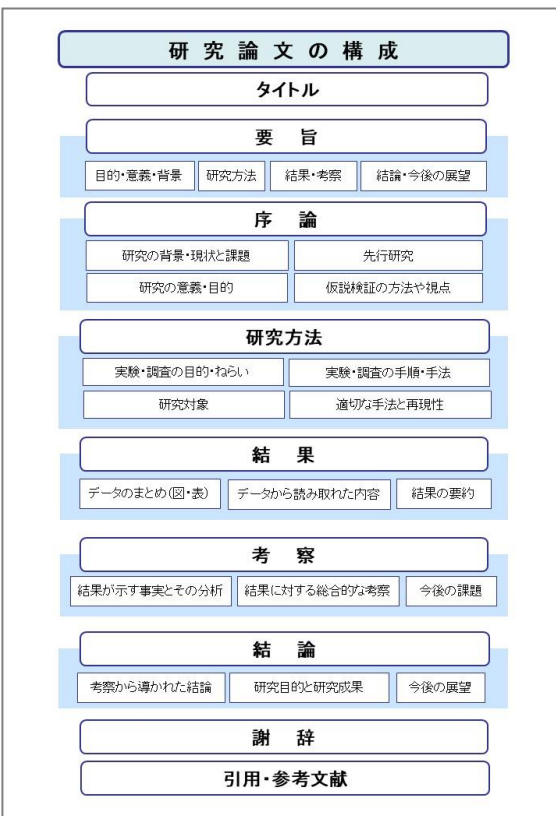 研究論文の構成
タイトル
要旨
目的・意義・背景 研究方法 結果・考察 結論・今後の展望
序論
研究の背景・現状と課題 先行研究
研究の意義・目的 仮説検証の方法や視点
研究方法
実験・調査の目的・ねらい 実験・調査の手順・手法
研究対象 適切な手法と再現性
結果
データのまとめ(図・表) データから読み取れた内容 結果の要約
考察
結果が示す事実とその分析 結果に対する総合的な考察 今後の課題
結論
考察から導かれた結論 研究目的と研究成果 今後の展望
謝辞
引用・参考文献